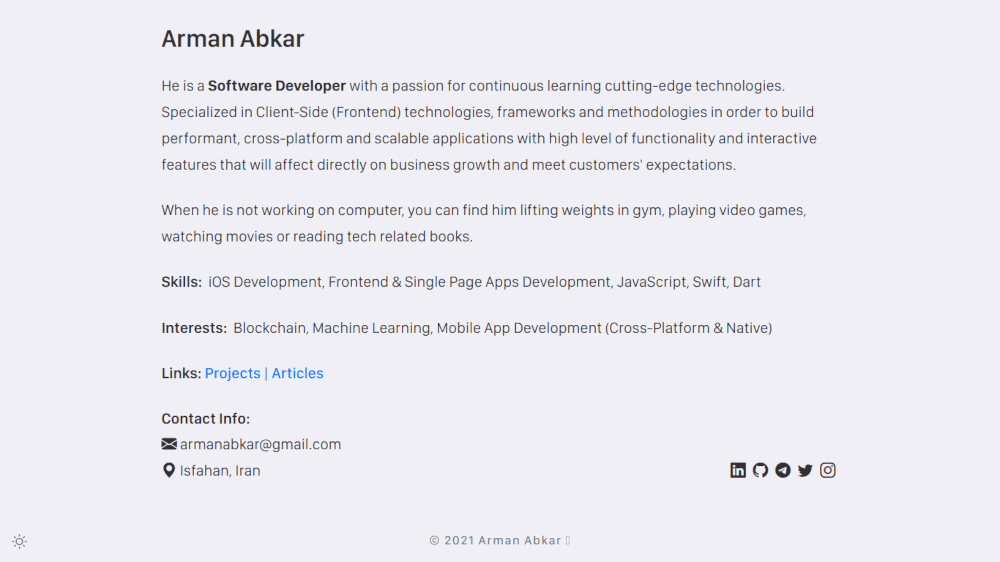 Arman Abkar
He is a Software Developer with a passion for continuous learning cutting-edge technologies.
Specialized in Client-Side (Frontend) technologies, frameworks and methodologies in order to build
performant, cross-platform and scalable applications with high level of functionality and interactive
features that will affect directly on business growth and meet customers' expectations.
When he is not working on computer, you can find him lifting weights in gym, playing video games,
watching movies or reading tech related books.
Skills: iOS Development, Frontend & Single Page Apps Development, JavaScript, Swift, Dart
Interests: Blockchain, Machine Learning, Mobile App Development (Cross-Platform & Native)
Links: Projects | Articles
Contact Info:
armanabkar@gmail.com
Isfahan, Iran
© 2021 Arman Abkar